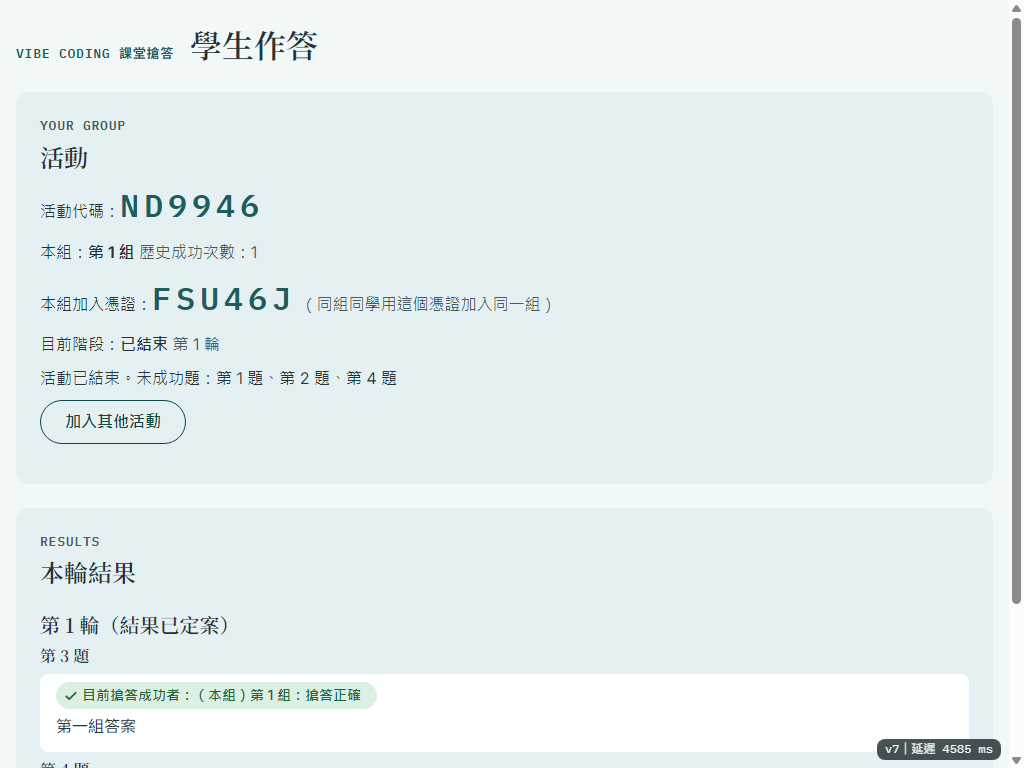 VIBE CODING 課堂搶答 學生作答
YOUR GROUP
活動
活動代碼：ND9946
本組：第 1 組 歷史成功次數：1
本組加入憑證：FSU46J （同組同學用這個憑證加入同一組）
目前階段：已結束 第 1 輪
活動已結束。未成功題：第 1 題、第 2 題、第 4 題
加入其他活動
RESULTS
本輪結果
第 1 輪（結果已定案）
第 3 題
✓ 目前搶答成功者：（本組）第 1 組：搶答正確
第一組答案
第 4 題
v7｜延遲 4585 ms